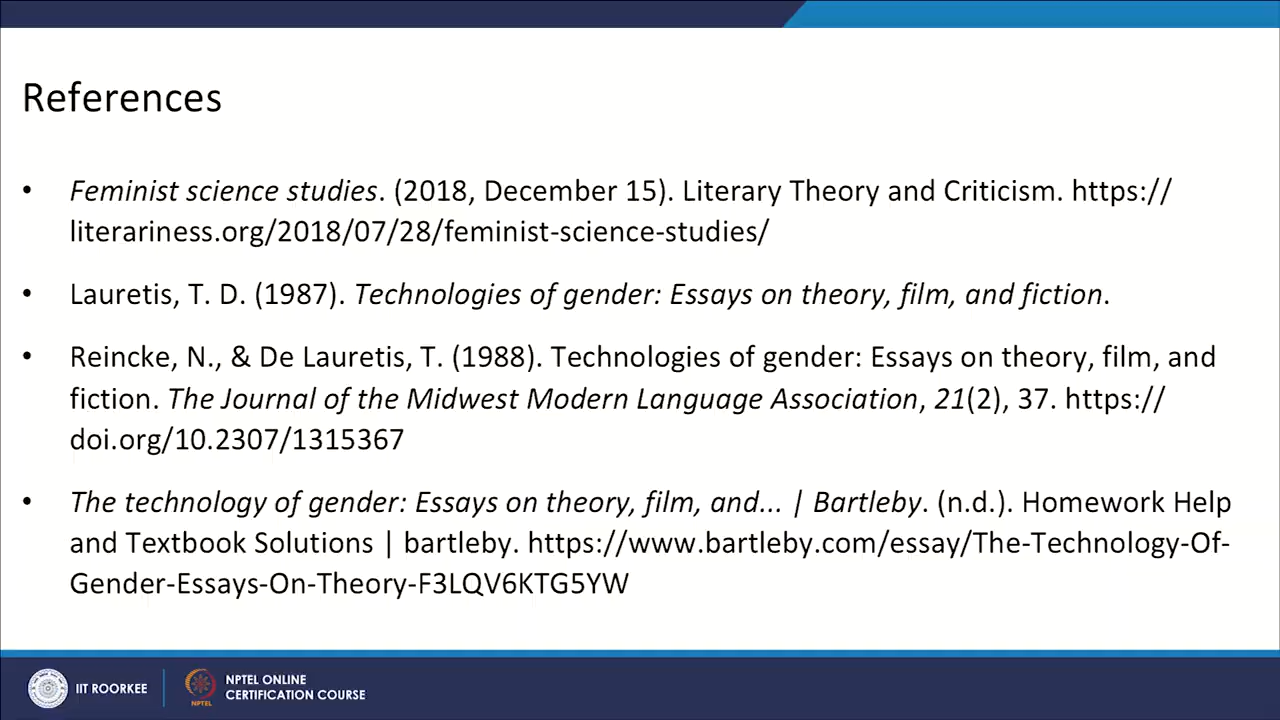 References
• Feminist science studies. (2018, December 15). Literary Theory and Criticism. https://
literariness.org/2018/07/28/feminist-science-studies/
• Lauretis, T. D. (1987). Technologies of gender: Essays on theory, film, and fiction.
• Reincke, N., & De Lauretis, T. (1988). Technologies of gender: Essays on theory, film, and
fiction. The Journal of the Midwest Modern Language Association, 21(2), 37. https://
doi.org/10.2307/1315367
• The technology of gender: Essays on theory, film, and... | Bartleby. (n.d.). Homework Help
and Textbook Solutions | bartleby. https://www.bartleby.com/essay/The-Technology-Of-
Gender-Essays-On-Theory-F3LQV6KTG5YW
IIT ROORKEE
NPTEL
NPTEL ONLINE
CERTIFICATION COURSE